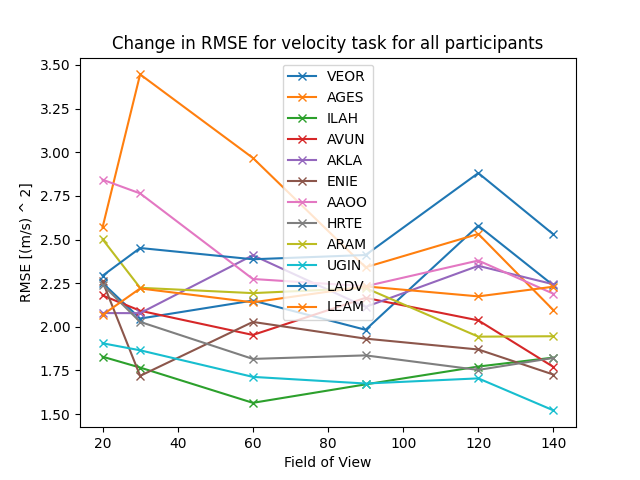 Change in RMSE for velocity task for all participants
RMSE [(m/s) ^ 2]
3.50
3.25
3.00
2.75
2.50
2.25
2.00
1.75
1.50
VEOR
AGES
ILAH
AVUN
AKLA
ENIE
AAOO
HRTE
ARAM
UGIN
LADV
LEAM
20 40 60 80 100 120 140
Field of View